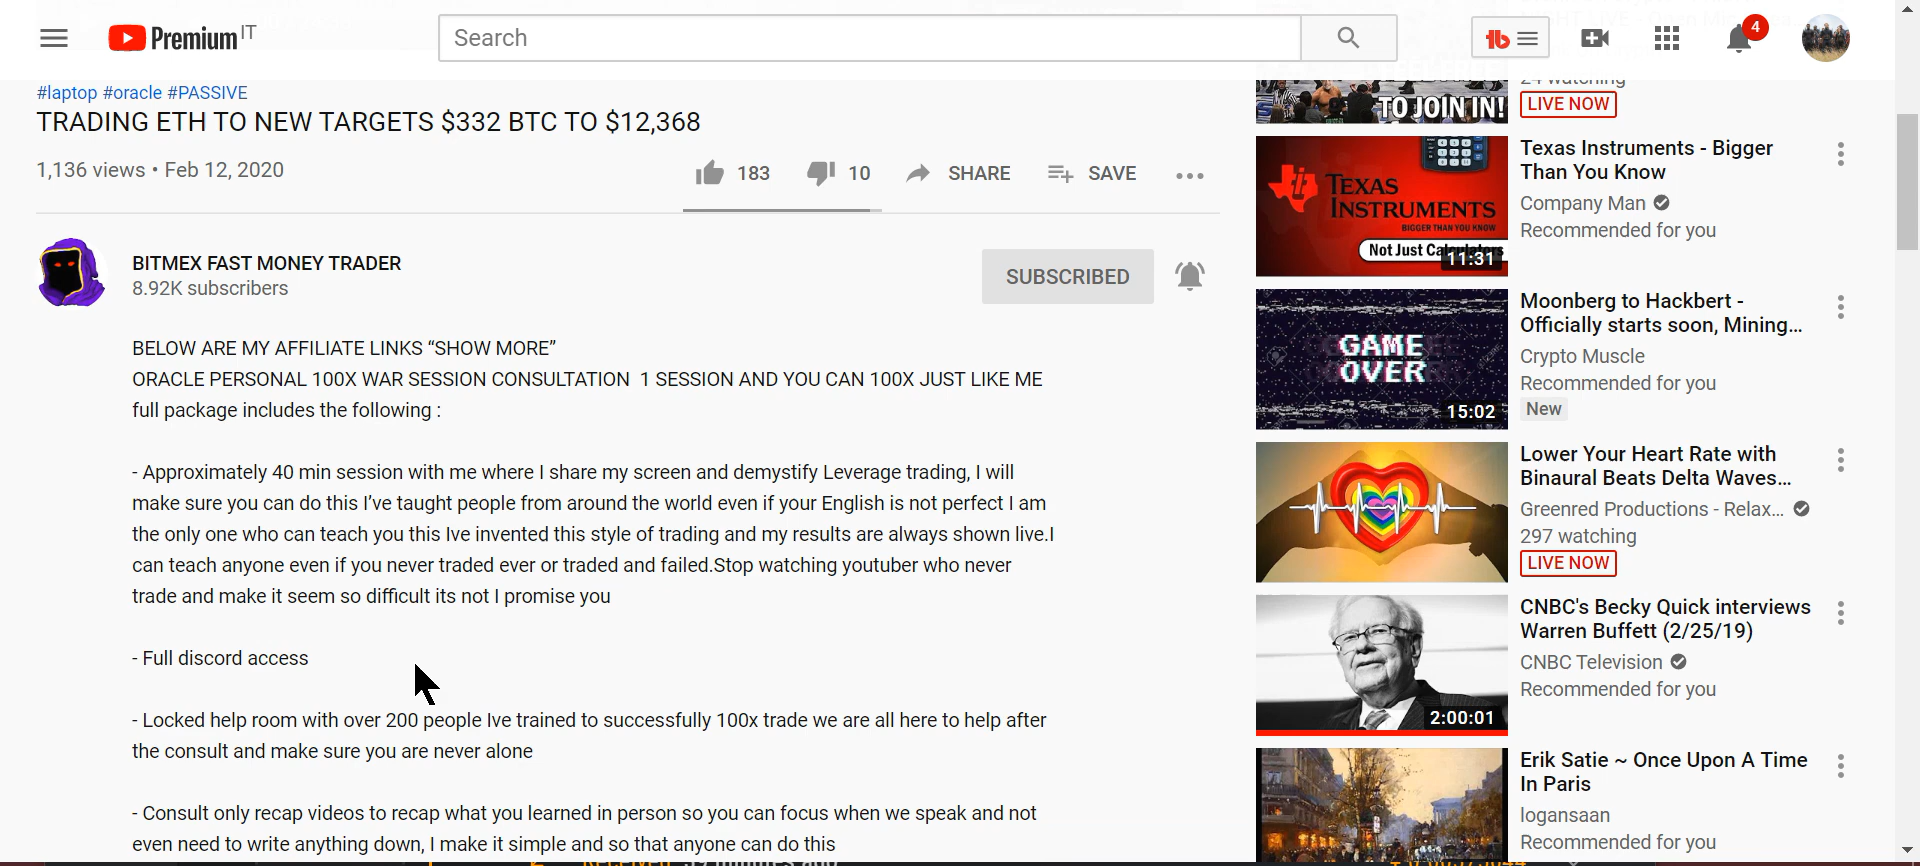 Premium IT
Search
4
#laptop #oracle #PASSIVE
TRADING ETH TO NEW TARGETS $332 BTC TO $12,368
1,136 views • Feb 12, 2020
183
10
SHARE
SAVE
BITMEX FAST MONEY TRADER
8.92K subscribers
SUBSCRIBED
BELOW ARE MY AFFILIATE LINKS “SHOW MORE”
ORACLE PERSONAL 100X WAR SESSION CONSULTATION  1 SESSION AND YOU CAN 100X JUST LIKE ME
full package includes the following :
- Approximately 40 min session with me where I share my screen and demystify Leverage trading, I will
make sure you can do this I’ve taught people from around the world even if your English is not perfect I am
the only one who can teach you this Ive invented this style of trading and my results are always shown live.I
can teach anyone even if you never traded ever or traded and failed.Stop watching youtuber who never
trade and make it seem so difficult its not I promise you
- Full discord access
- Locked help room with over 200 people Ive trained to successfully 100x trade we are all here to help after
the consult and make sure you are never alone
- Consult only recap videos to recap what you learned in person so you can focus when we speak and not
even need to write anything down, I make it simple and so that anyone can do this
TO JOIN IN!
24 watching
LIVE NOW
TEXAS
INSTRUMENTS
BIGGER THAN YOU KNOW
Not Just Calculators
11:31
Texas Instruments - Bigger
Than You Know
Company Man
Recommended for you
GAME
OVER
15:02
Moonberg to Hackbert -
Officially starts soon, Mining...
Crypto Muscle
Recommended for you
New
Lower Your Heart Rate with
Binaural Beats Delta Waves...
Greenred Productions - Relax...
297 watching
LIVE NOW
2:00:01
CNBC's Becky Quick interviews
Warren Buffett (2/25/19)
CNBC Television
Recommended for you
Erik Satie ~ Once Upon A Time
In Paris
logansaan
Recommended for you